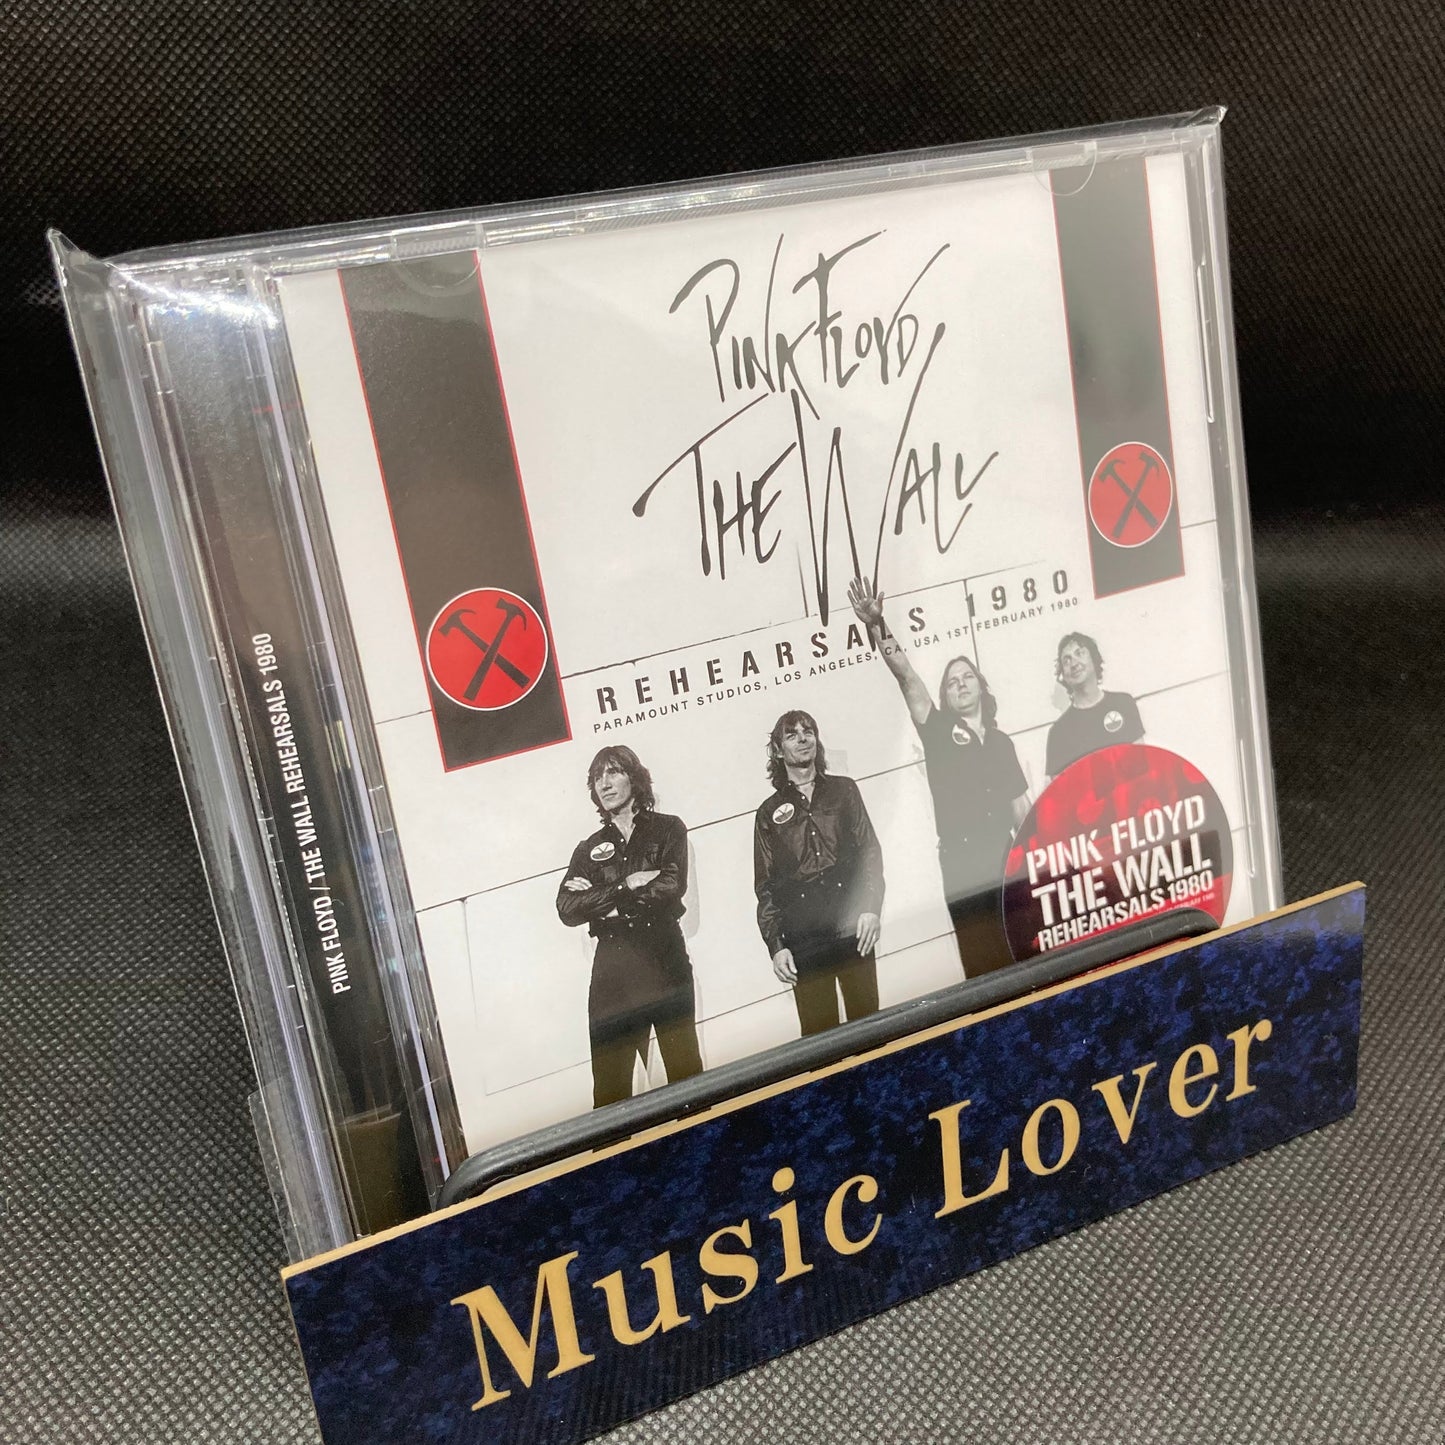 PINK FLOYD
THE WALL
REHEARSALS 1980
PARAMOUNT STUDIOS, LOS ANGELES, CA, USA 1ST FEBRUARY 1980
PINK FLOYD / THE WALL REHEARSALS 1980
PINK FLOYD
THE WALL
REHEARSALS 1980
Music Lover